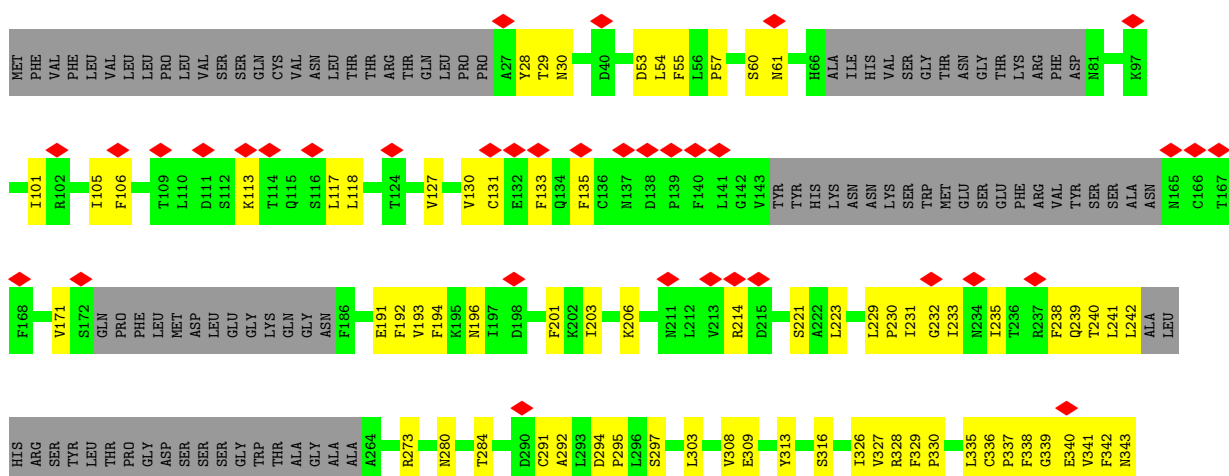 MET PHE VAL PHE LEU VAL LEU LEU PRO LEU VAL SER SER GLN CYS VAL ASN LEU THR THR ARG THR GLN LEU PRO PRO A27 Y28 T29 N30 D40 D53 L54 F55 L56 P57 S60 N61 H66 ALA ILE HIS VAL SER GLY THR ASN GLY THR LYS ARG PHE ASP N81 K97
I101 R102 I105 F106 T109 L110 D111 S112 K113 T114 Q115 S116 L117 L118 T124 V127 V130 C131 E132 F133 Q134 F135 C136 N137 D138 P139 F140 L141 G142 V143 TYR TYR HIS LYS ASN ASN LYS SER TRP MET GLU SER GLU PHE ARG VAL TYR SER SER ALA ASN N165 C166 T167
F168 V171 S172 GLN PRO PHE LEU MET ASP LEU GLU GLY LYS GLN GLY ASN F186 E191 F192 V193 F194 K195 N196 I197 D198 F201 K202 I203 K206 N211 L212 V213 R214 D215 S221 A222 L223 L229 P230 I231 G232 I233 N234 I235 T236 R237 F238 Q239 T240 L241 L242 ALA LEU
HIS ARG SER TYR LEU THR PRO GLY ASP SER SER SER GLY TRP THR ALA GLY ALA ALA A264 R273 N280 T284 D290 C291 A292 L293 D294 P295 L296 S297 L303 V308 E309 Y313 S316 I326 V327 R328 F329 P330 L335 C336 P337 F338 G339 E340 V341 F342 N343